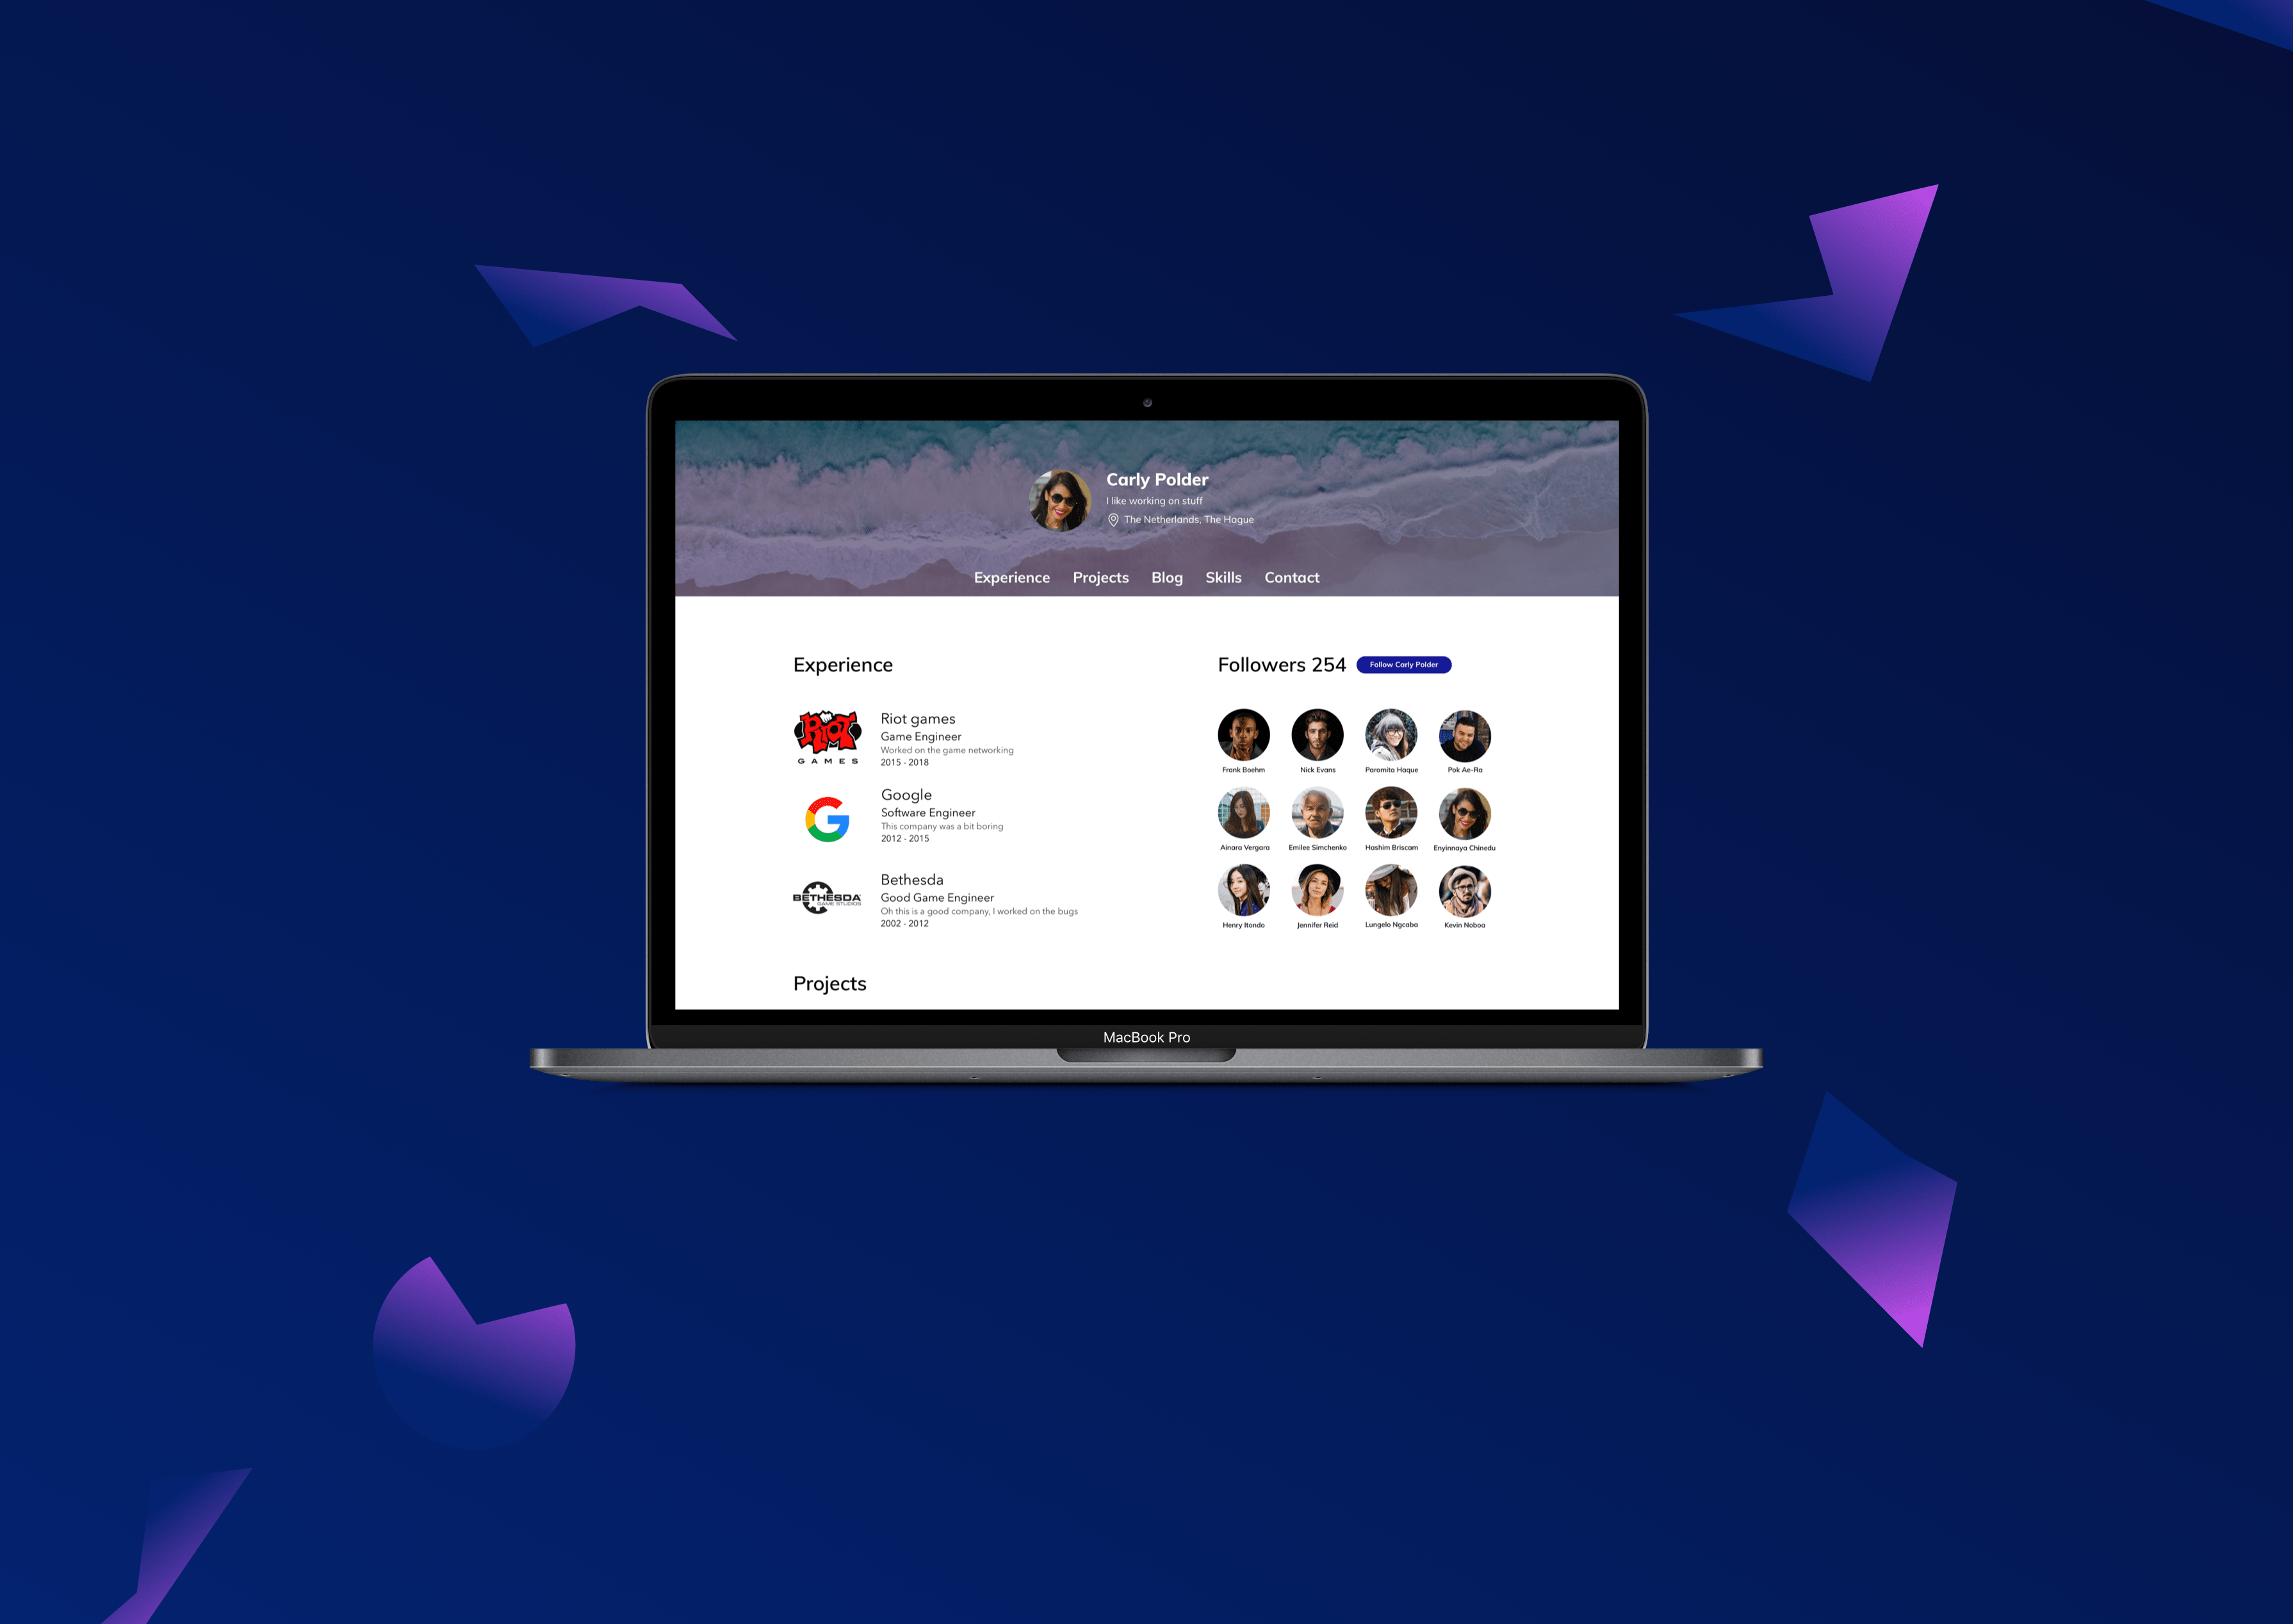 Carly Polder
I like working on stuff
The Netherlands, The Hague
Experience Projects Blog Skills Contact
Experience
RIOT
GAMES
Riot games
Game Engineer
Worked on the game networking
2015 - 2018
Google
Software Engineer
This company was a bit boring
2012 - 2015
BETHESDA
GAME STUDIOS
Bethesda
Good Game Engineer
Oh this is a good company, I worked on the bugs
2002 - 2012
Projects
Followers 254 Follow Carly Polder
Frank Boehm Nick Evans Paromita Haque Pok Ae-Ra
Ainara Vergara Emilee Simchenko Hashim Briscam Enyinnaya Chinedu
Henry Itondo Jennifer Reid Lungelo Ngcaba Kevin Noboa
MacBook Pro